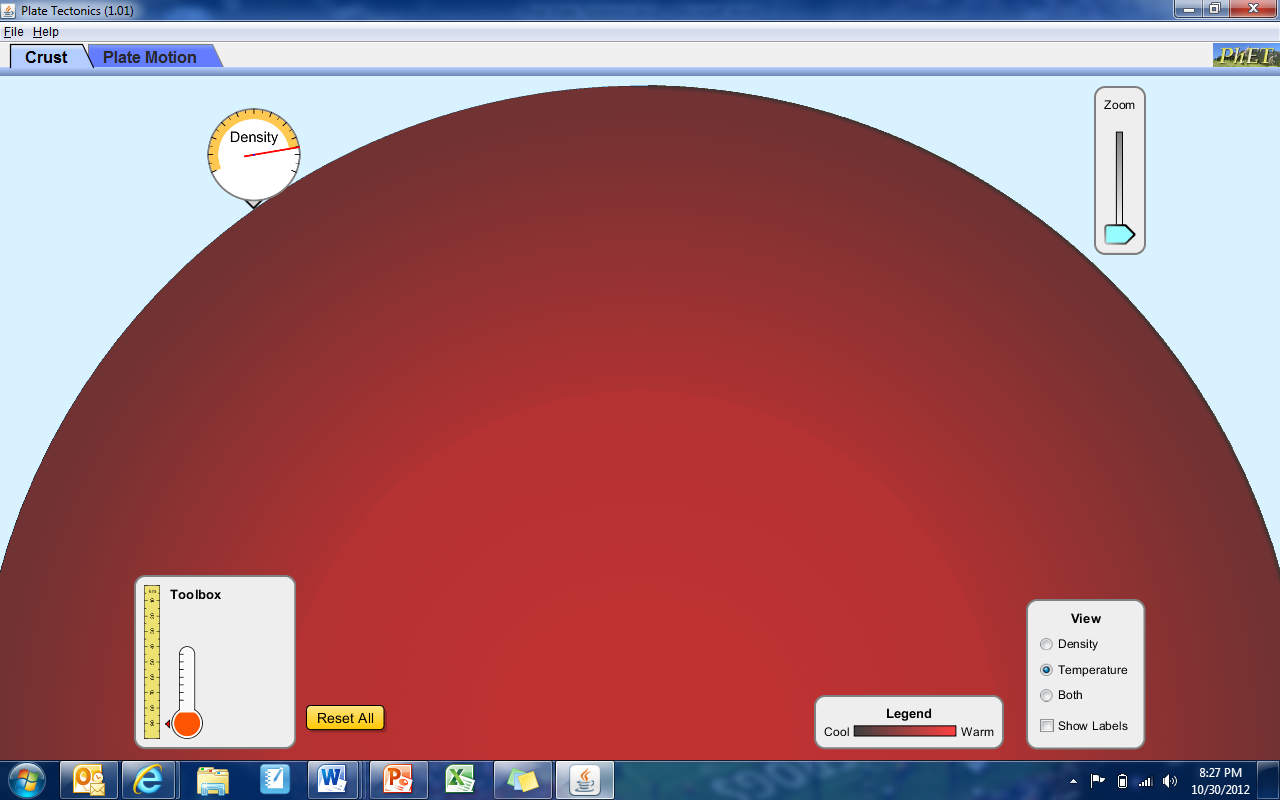 Plate Tectonics (1.01)
File Help
Crust Plate Motion
PhET
Density
Zoom
Toolbox
Reset All
Legend
Cool Warm
View
Density
Temperature
Both
Show Labels
8:27 PM
10/30/2012